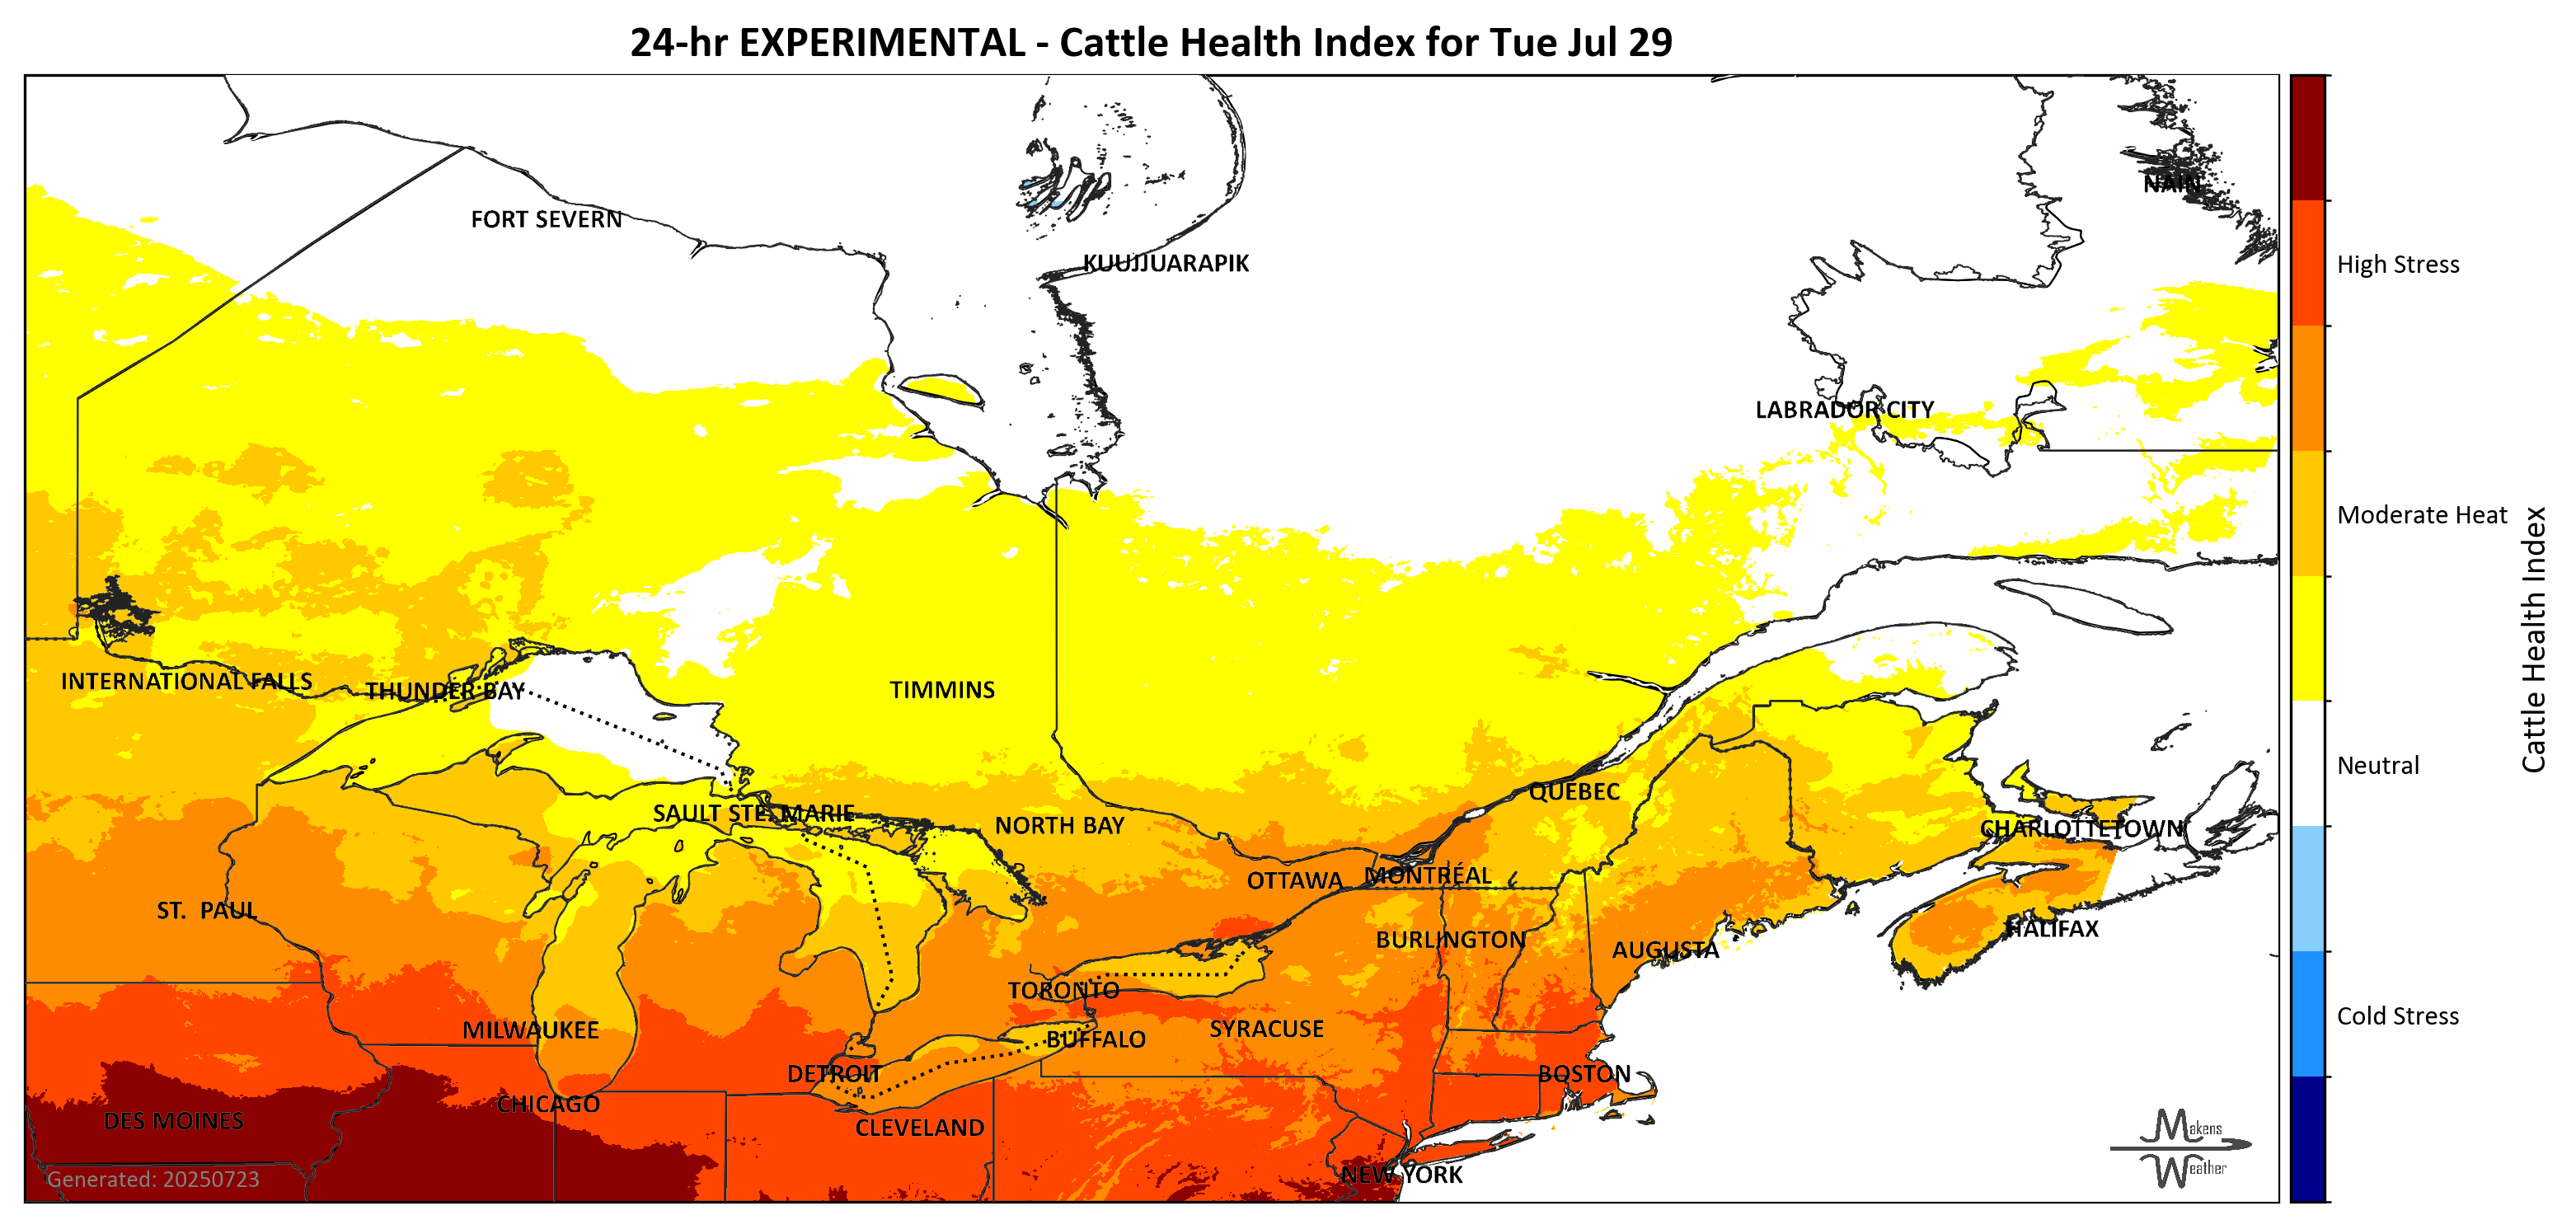 24-hr EXPERIMENTAL - Cattle Health Index for Tue Jul 29
NAIN
FORT SEVERN
KUUJJUARAPIK
High Stress
LABRADOR CITY
Moderate Heat
INTERNATIONAL FALLS
THUNDER BAY
TIMMINS
Cattle Health Index
Neutral
QUEBEC
SAULT STE. MARIE
NORTH BAY
CHARLOTTETOWN
OTTAWA
MONTRÉAL
ST. PAUL
HALIFAX
BURLINGTON
AUGUSTA
TORONTO
Cold Stress
MILWAUKEE
SYRACUSE
BUFFALO
DETROIT
BOSTON
CHICAGO
DES MOINES
CLEVELAND
Makens
Weather
NEW YORK
Generated: 20250723